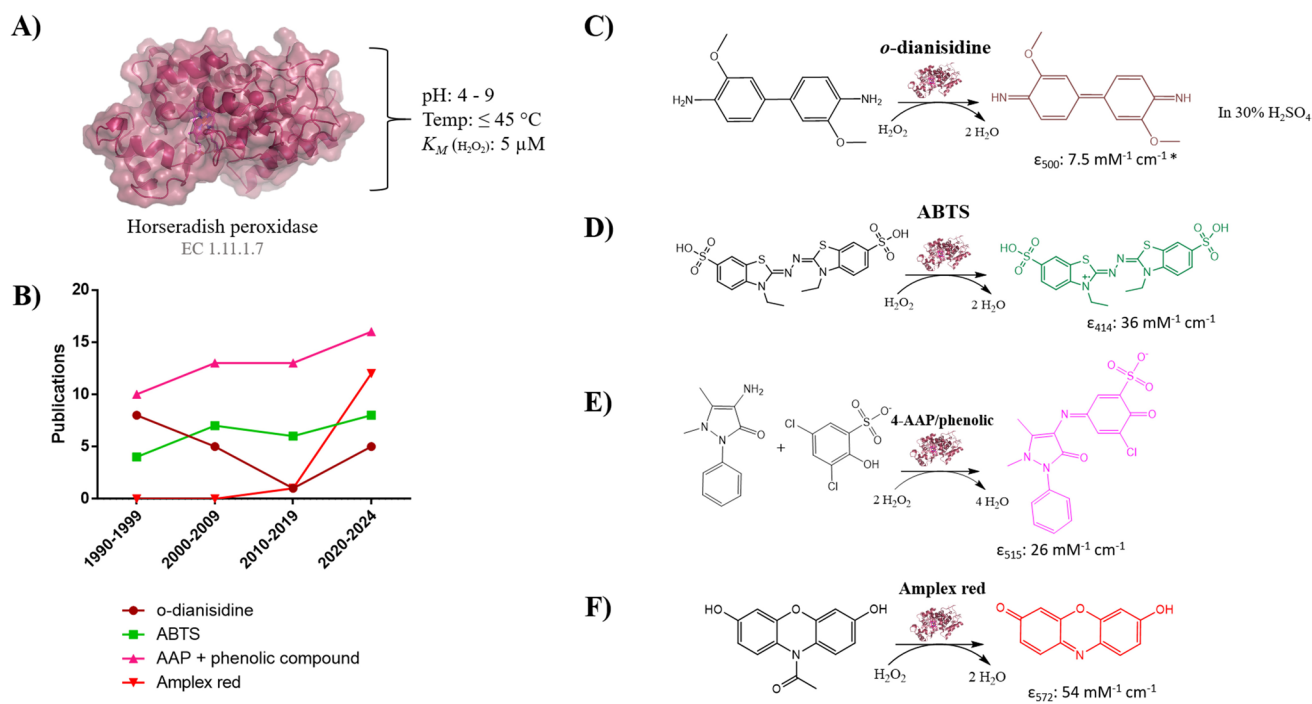 A)
pH: 4 - 9
Temp: ≤ 45 °C
K_M (H₂O₂): 5 µM
Horseradish peroxidase
EC 1.11.1.7
B)
20
15
10
5
0
Publications
1990-1999
2000-2009
2010-2019
2020-2024
o-dianisidine
ABTS
AAP + phenolic compound
Amplex red
C)
o-dianisidine
H₂N
O
O
NH₂
H₂O₂
2 H₂O
O
HN
NH
O
In 30% H₂SO₄
ε₅₀₀: 7.5 mM⁻¹ cm⁻¹ *
D)
ABTS
HO
O
S
O
S
N
N
N
S
N
O
S
OH
O
H₂O₂
2 H₂O
HO
O
S
O
S
N⁺
N
N
S
N
O
S
OH
O
ε₄₁₄: 36 mM⁻¹ cm⁻¹
E)
4-AAP/phenolic
NH₂
N
N
O
+
Cl
O
S
O⁻
O
OH
Cl
2 H₂O₂
4 H₂O
O⁻
O
S
O
N
O
Cl
N
N
O
ε₅₁₅: 26 mM⁻¹ cm⁻¹
F)
Amplex red
HO
O
OH
N
O
H₂O₂
2 H₂O
O
O
OH
N
ε₅₇₂: 54 mM⁻¹ cm⁻¹